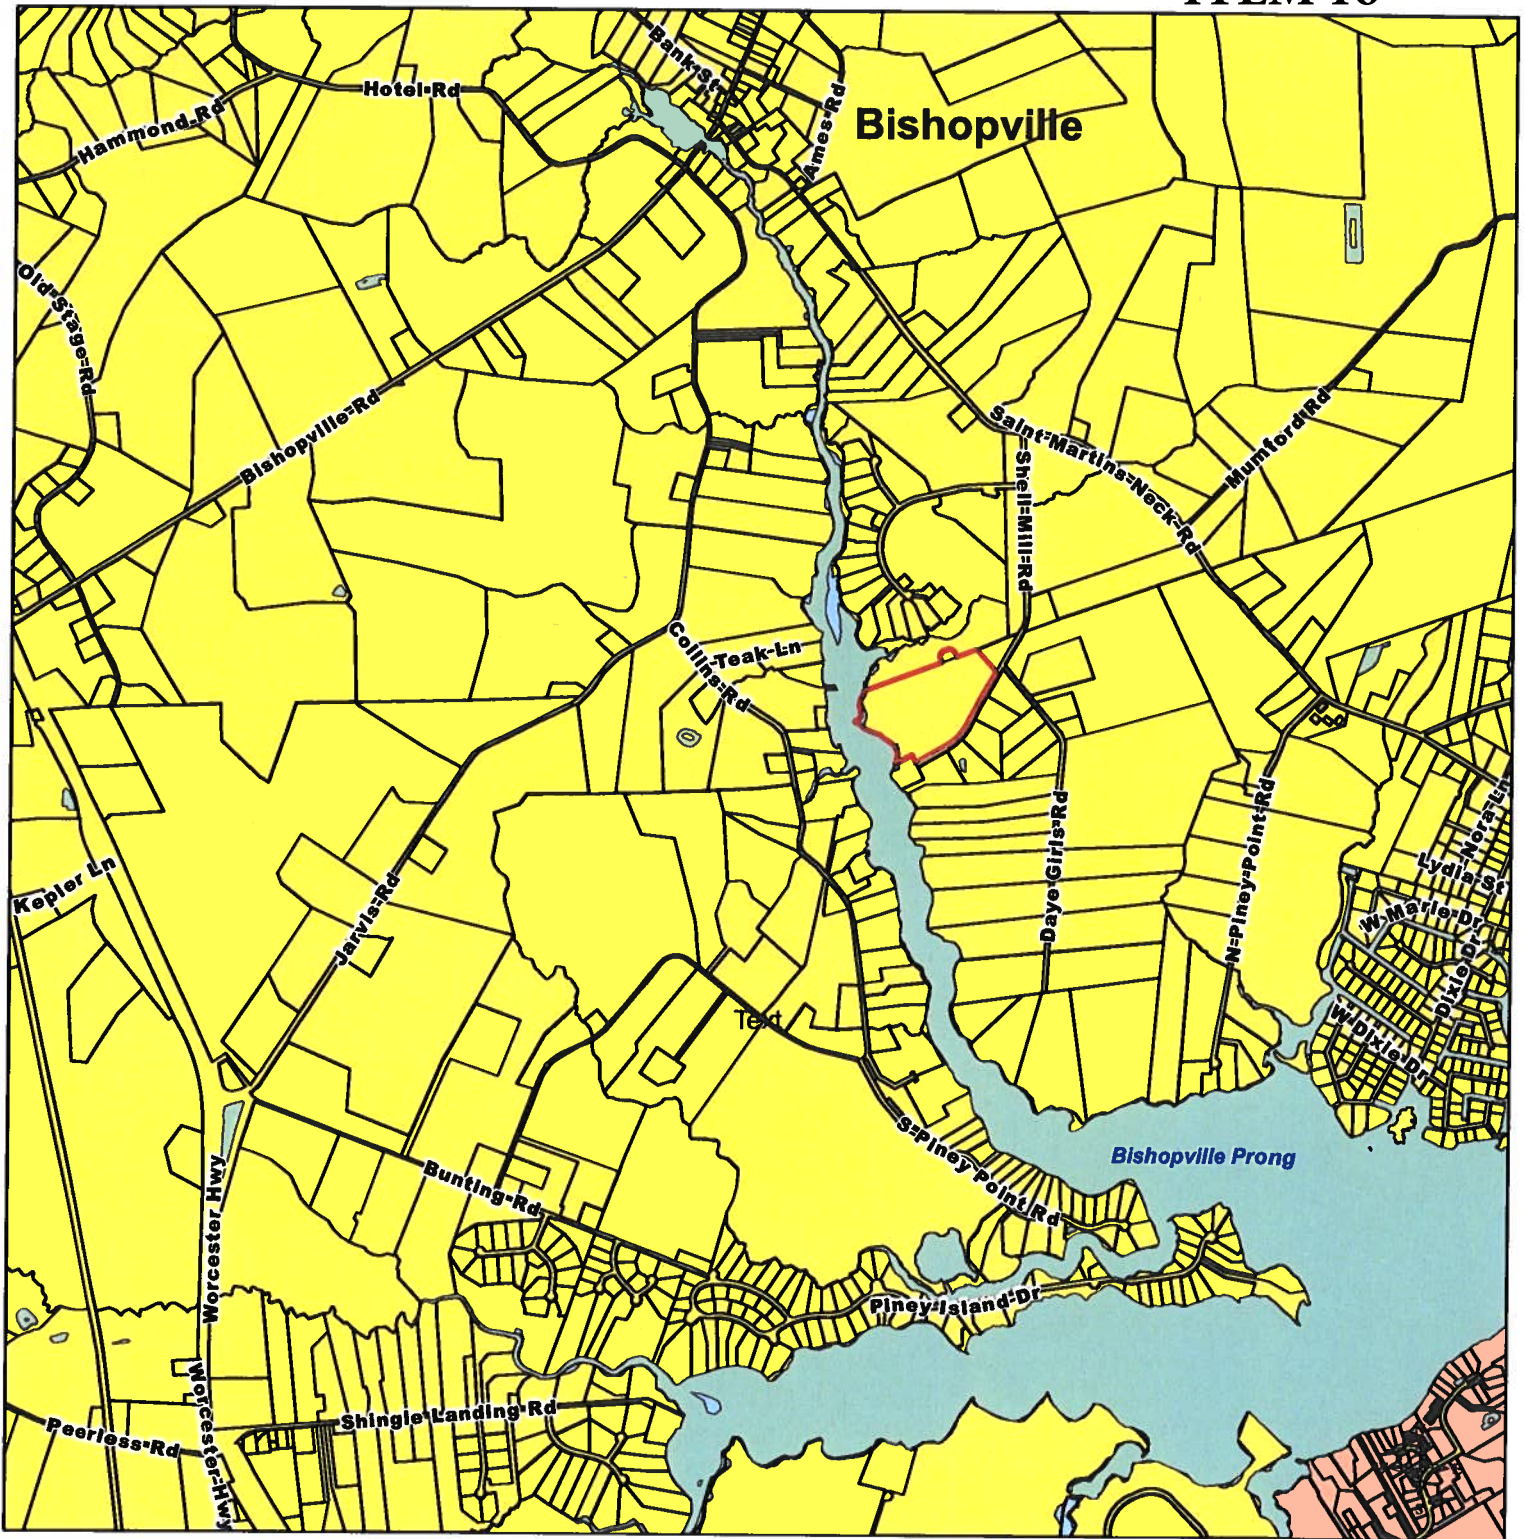 Bank-St
Hotel-Rd
Hammond-Rd
Ames-Rd
Bishopville
Old-Stage-Rd
Bishopville-Rd
Saint-Martins-Neck-Rd
Mumford-Rd
Shell-Mill-Rd
Collins-Rd
Teak-Ln
Nora-Ln
Daye-Girls-Rd
N-Piney-Point-Rd
Lydia-St
Kepler Ln
Jarvis-Rd
W-Marie-Dr
Dixie-Dr
W-Dixie-Dr
Text
S-Piney Point Rd
Bishopville Prong
Bunting-Rd
Worcester Hwy
Piney-Island-Dr
Shingle-Landing-Rd
Peerless-Rd
Worcester-Hwy